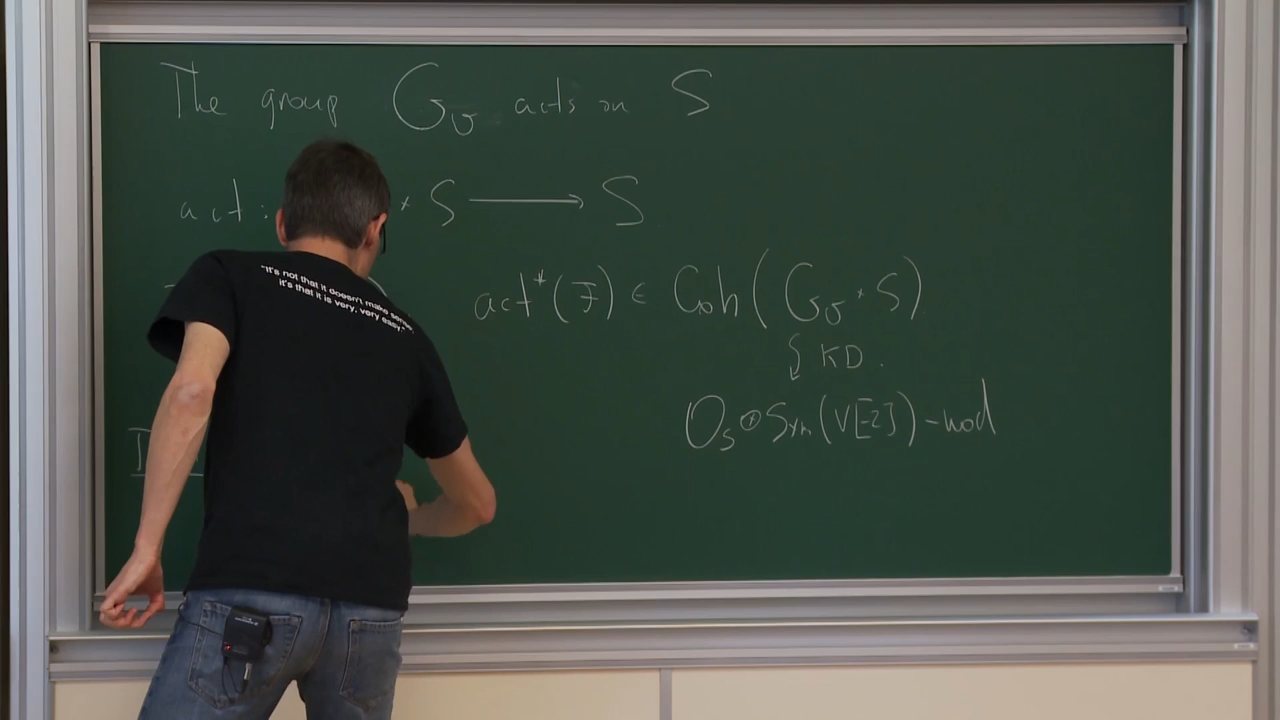 The group G_v acts on S
act: × S ⟶ S
act*(F) ∈ Coh(G_v × S)
KD.
O_S ⊗ Sym(V[-2])-mod
"It's not that it doesn't make sense,
it's that it is very, very easy."